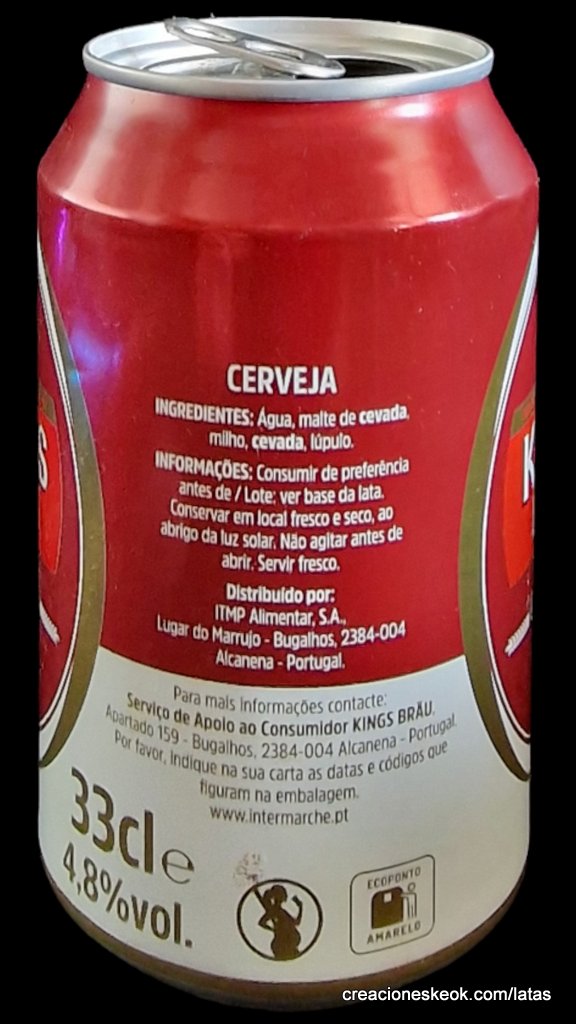 CERVEJA
INGREDIENTES: Água, malte de cevada,
milho, cevada, lúpulo.
INFORMAÇÕES: Consumir de preferência
antes de / Lote: ver base da lata.
Conservar em local fresco e seco, ao
abrigo da luz solar. Não agitar antes de
abrir. Servir fresco.
Distribuído por:
ITMP Alimentar, S.A.,
Lugar do Marrujo - Bugalhos, 2384-004
Alcanena - Portugal.
Para mais informações contacte:
Serviço de Apoio ao Consumidor KINGS BRÄU.
Apartado 159 - Bugalhos, 2384-004 Alcanena - Portugal.
Por favor, indique na sua carta as datas e códigos que
figuram na embalagem.
www.intermarche.pt
33cl e
4,8%vol.
ECOPONTO
AMARELO
S
K
creacioneskeok.com/latas